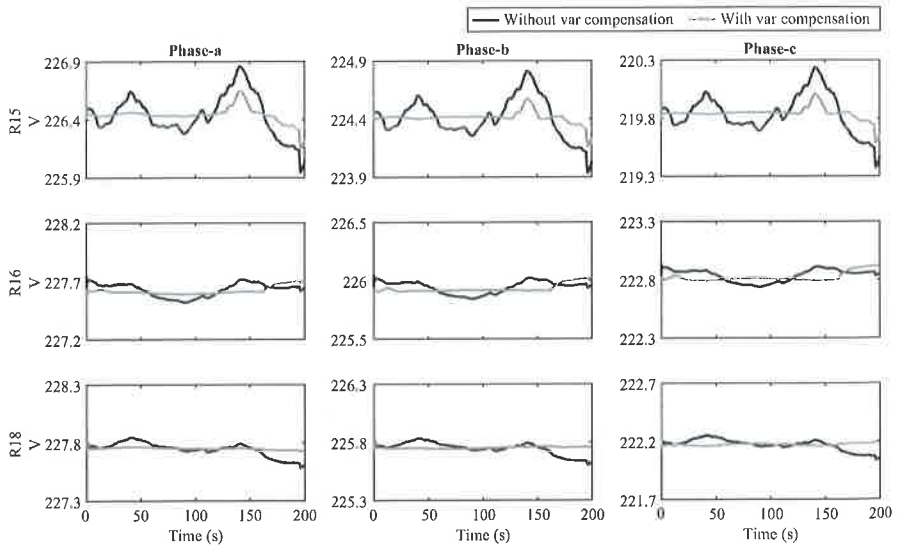 Without var compensation With var compensation
Phase-a Phase-b Phase-c
226.9 224.9 220.3
R15
V
226.4 224.4 219.8
225.9 223.9 219.3
228.2 226.5 223.3
R16
V
227.7 226 222.8
227.2 225.5 222.3
228.3 226.3 222.7
R18
V
227.8 225.8 222.2
227.3 225.3 221.7
0 50 100 150 200 0 50 100 150 200 0 50 100 150 200
Time (s) Time (s) Time (s)